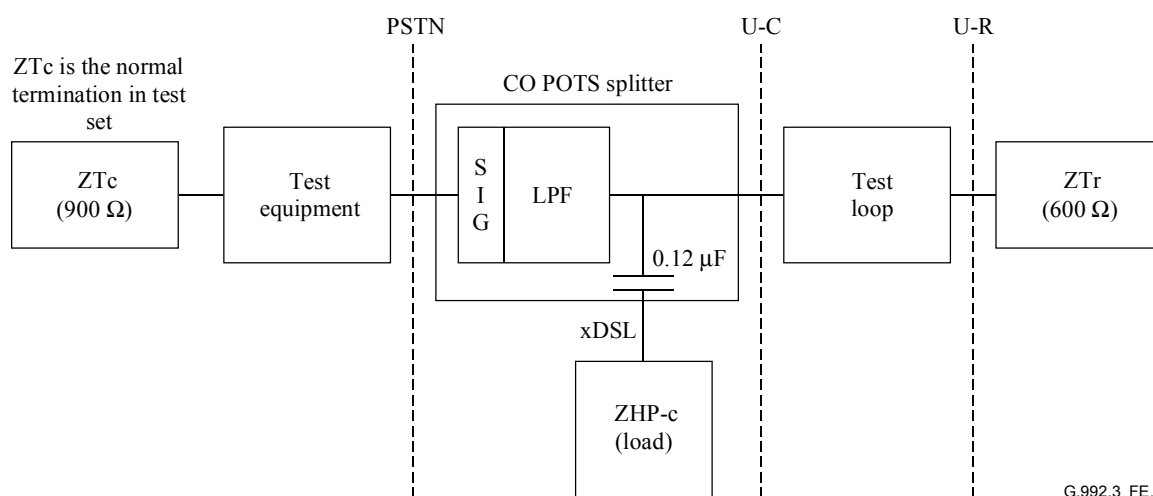 PSTN
U-C
U-R
ZTc is the normal
termination in test
set
CO POTS splitter
ZTc
(900 Ω)
Test
equipment
S
I
G
LPF
0.12 μF
xDSL
ZHP-c
(load)
Test
loop
ZTr
(600 Ω)
G.992.3_FE.